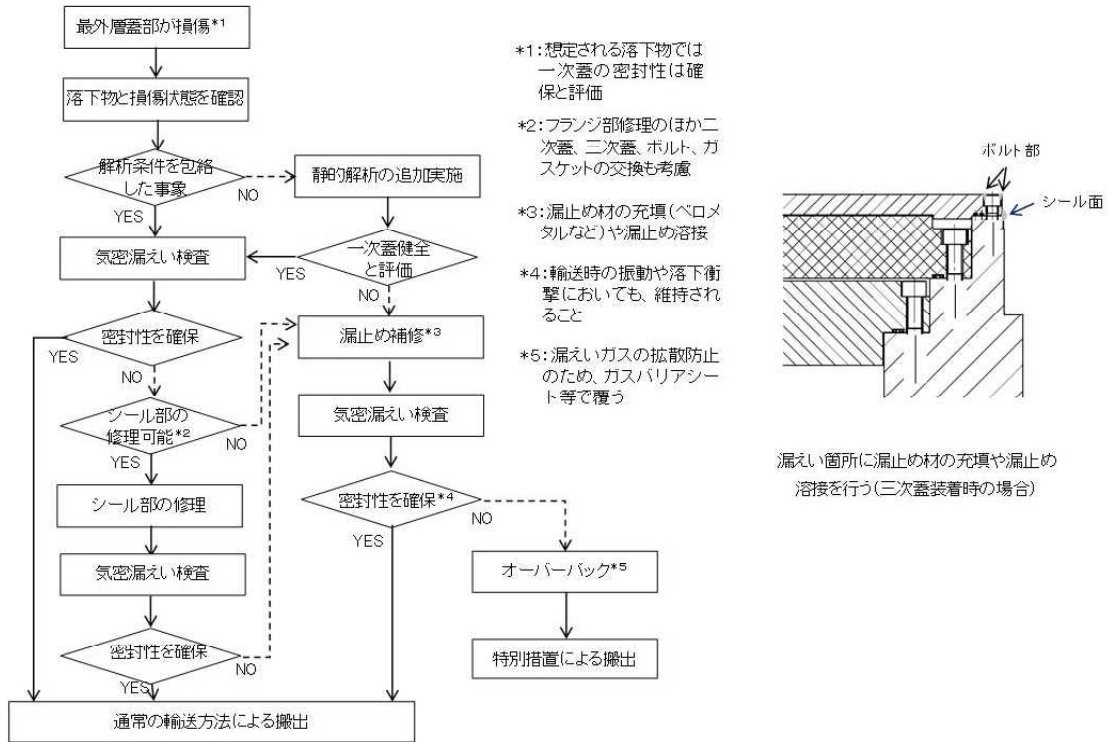 最外層蓋部が損傷*1
落下物と損傷状態を確認
解析条件を包絡
した事象
NO
YES
静的解析の追加実施
気密漏えい検査
一次蓋健全
と評価
YES
NO
密封性を確保
YES
NO
漏止め補修*3
シール部の
修理可能*2
NO
YES
気密漏えい検査
シール部の修理
密封性を確保*4
NO
YES
気密漏えい検査
オーバーパック*5
密封性を確保
NO
YES
特別措置による搬出
通常の輸送方法による搬出
*1:想定される落下物では
一次蓋の密封性は確
保と評価
*2:フランジ部修理のほか二
次蓋、三次蓋、ボルト、ガ
スケットの交換も考慮
*3:漏止め材の充填(ベロメ
タルなど)や漏止め溶接
*4:輸送時の振動や落下衝
撃においても、維持され
ること
*5:漏えいガスの拡散防止
のため、ガスバリアシー
ト等で覆う
ボルト部
シール面
漏えい箇所に漏止め材の充填や漏止め
溶接を行う(三次蓋装着時の場合)